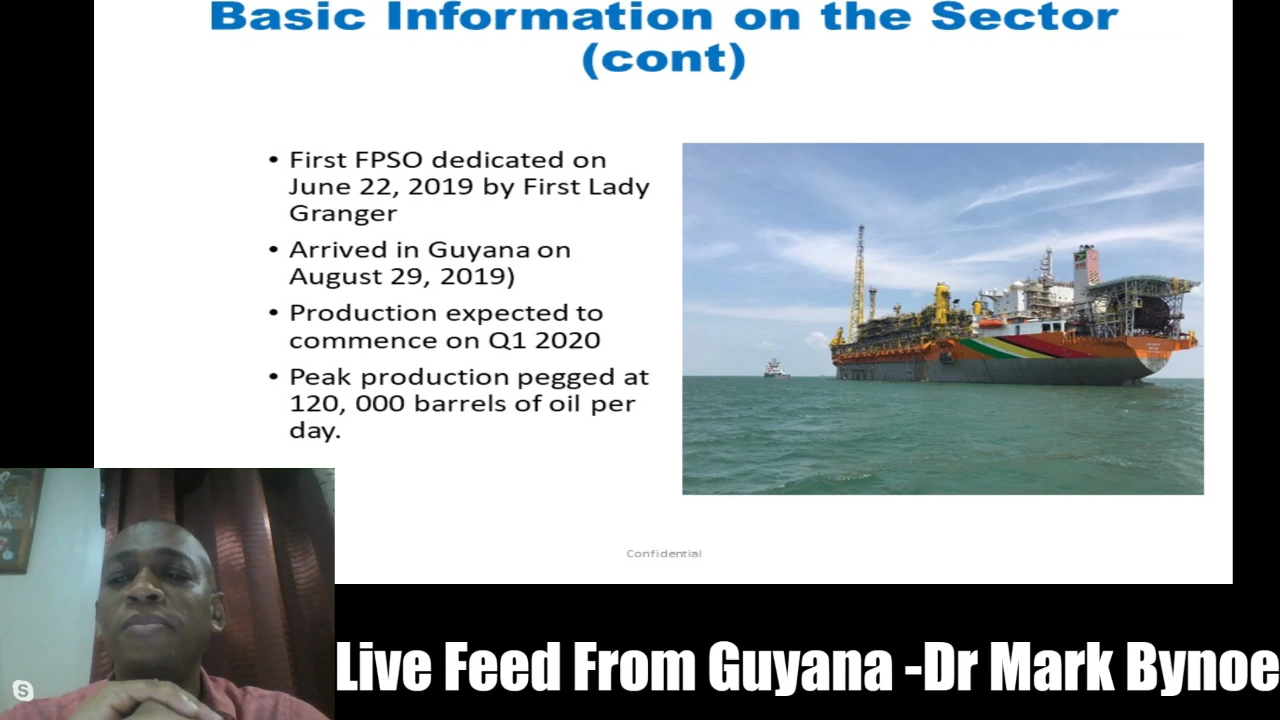 Basic Information on the Sector
(cont)
• First FPSO dedicated on
June 22, 2019 by First Lady
Granger
• Arrived in Guyana on
August 29, 2019)
• Production expected to
commence on Q1 2020
• Peak production pegged at
120, 000 barrels of oil per
day.
Confidential
Live Feed From Guyana -Dr Mark Bynoe